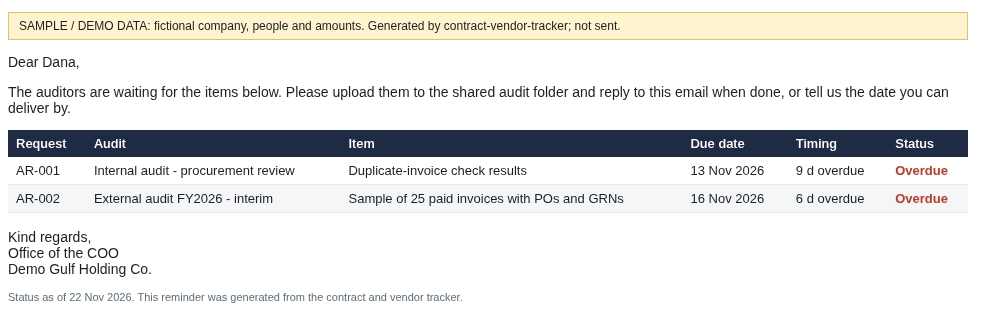 SAMPLE / DEMO DATA: fictional company, people and amounts. Generated by contract-vendor-tracker; not sent.
Dear Dana,
The auditors are waiting for the items below. Please upload them to the shared audit folder and reply to this email when done, or tell us the date you can
deliver by.
Request Audit Item Due date Timing Status
AR-001 Internal audit - procurement review Duplicate-invoice check results 13 Nov 2026 9 d overdue Overdue
AR-002 External audit FY2026 - interim Sample of 25 paid invoices with POs and GRNs 16 Nov 2026 6 d overdue Overdue
Kind regards,
Office of the COO
Demo Gulf Holding Co.
Status as of 22 Nov 2026. This reminder was generated from the contract and vendor tracker.